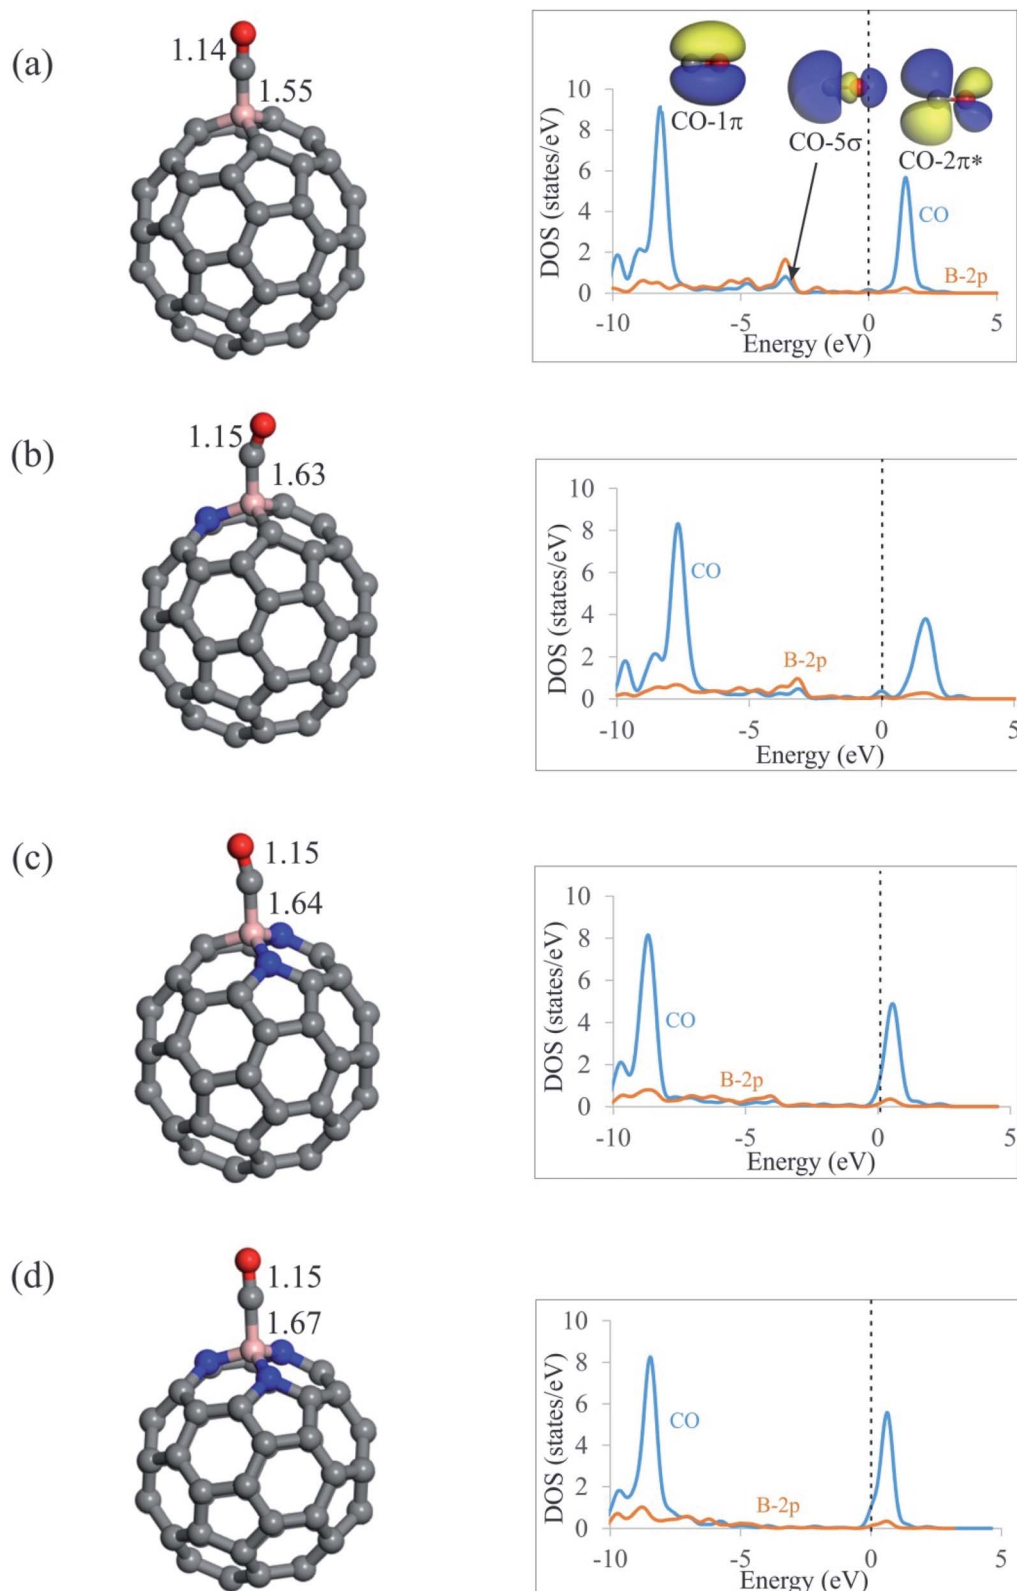 (a)
1.14
1.55
DOS (states/eV)
10
8
6
4
2
0
CO-1π
CO-5σ
CO-2π*
CO
B-2p
-10
-5
0
5
Energy (eV)
(b)
1.15
1.63
DOS (states/eV)
10
8
6
4
2
0
CO
B-2p
-10
-5
0
5
Energy (eV)
(c)
1.15
1.64
DOS (states/eV)
10
8
6
4
2
0
CO
B-2p
-10
-5
0
5
Energy (eV)
(d)
1.15
1.67
DOS (states/eV)
10
8
6
4
2
0
CO
B-2p
-10
-5
0
5
Energy (eV)